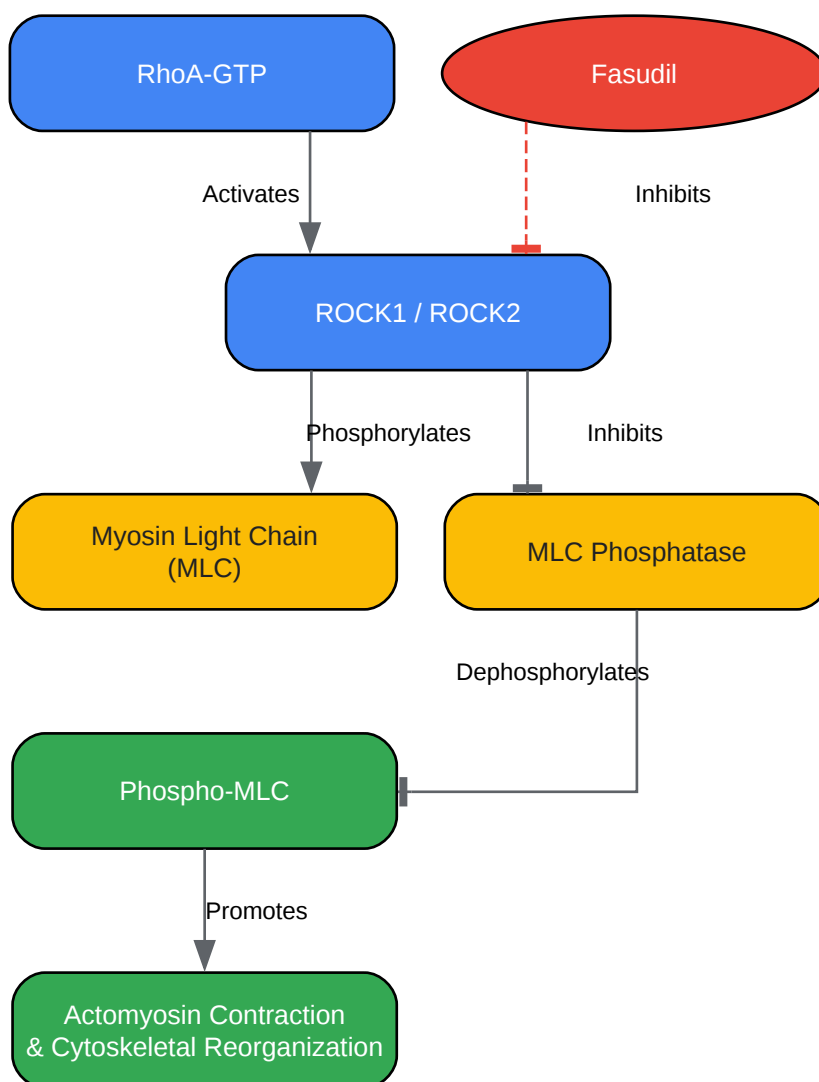 RhoA-GTP
Fasudil
Activates
Inhibits
ROCK1 / ROCK2
Phosphorylates
Inhibits
Myosin Light Chain
(MLC)
MLC Phosphatase
Dephosphorylates
Phospho-MLC
Promotes
Actomyosin Contraction
& Cytoskeletal Reorganization